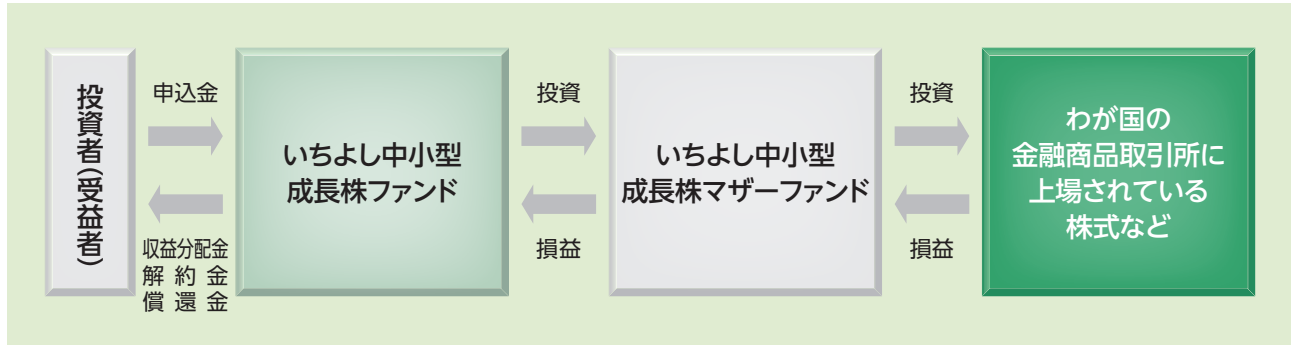 投資者(受益者)
申込金
収益分配金
解約金
償還金
いちよし中小型
成長株ファンド
投資
損益
いちよし中小型
成長株マザーファンド
投資
損益
わが国の
金融商品取引所に
上場されている
株式など